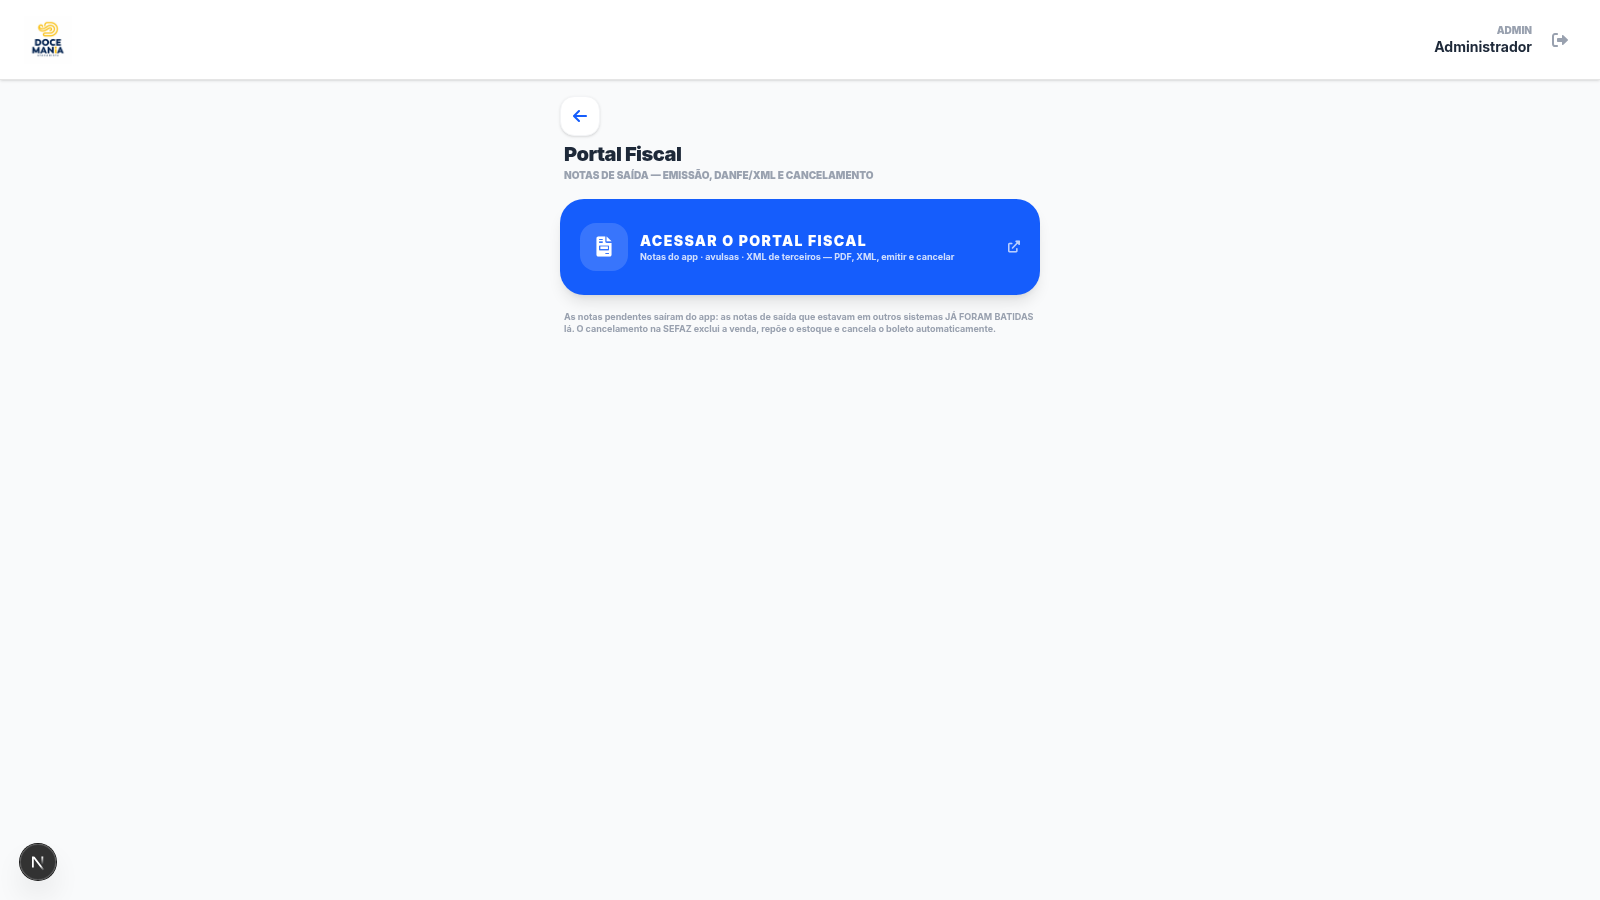 DOCE
MANIA
ADMIN
Administrador
Portal Fiscal
NOTAS DE SAÍDA — EMISSÃO, DANFE/XML E CANCELAMENTO
ACESSAR O PORTAL FISCAL
Notas do app · avulsas · XML de terceiros — PDF, XML, emitir e cancelar
As notas pendentes saíram do app: as notas de saída que estavam em outros sistemas JÁ FORAM BATIDAS
lá. O cancelamento na SEFAZ exclui a venda, repõe o estoque e cancela o boleto automaticamente.
N